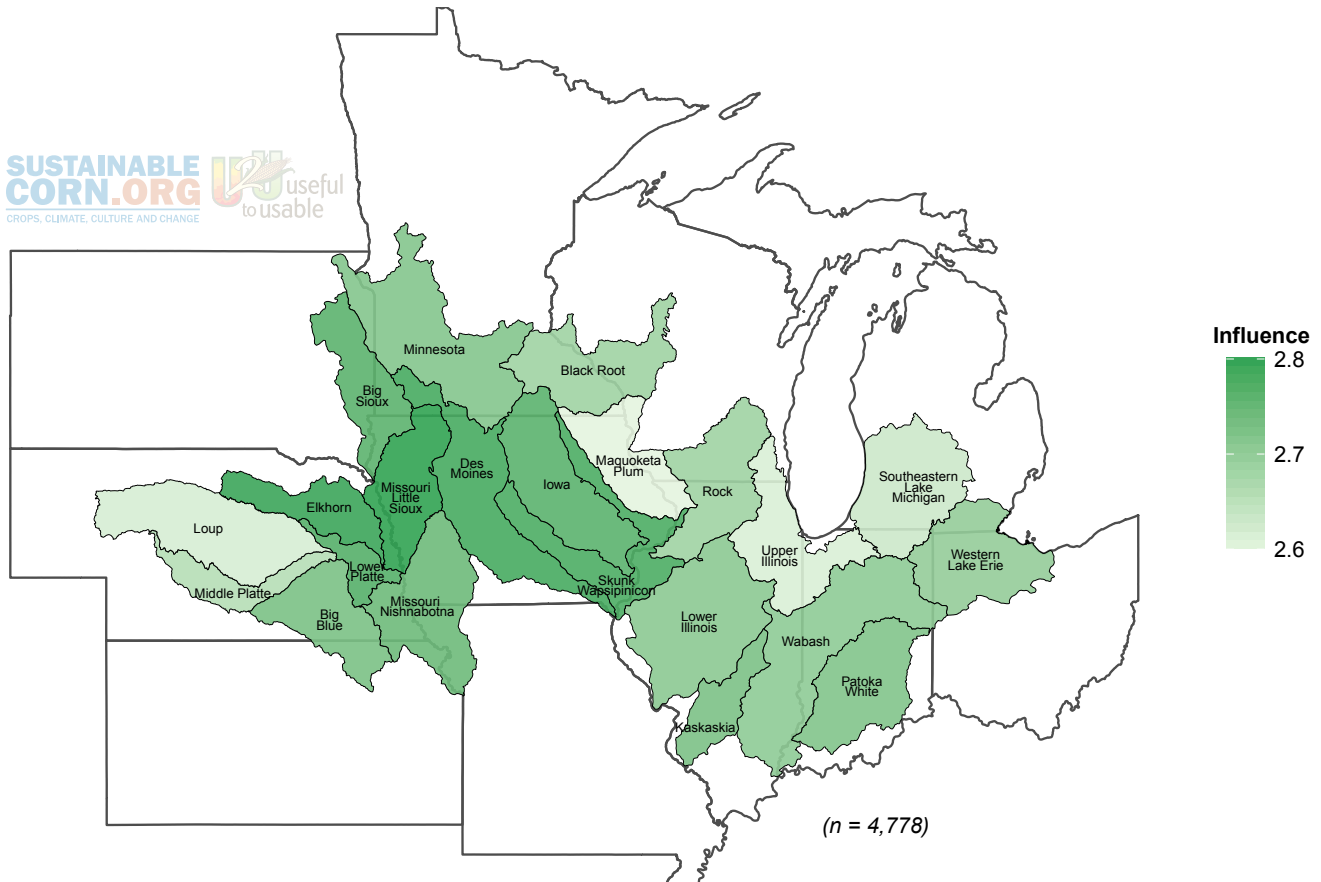 SUSTAINABLE
CORN.ORG
CROPS, CLIMATE, CULTURE AND CHANGE
U2U
useful
to usable
Minnesota
Black Root
Big
Sioux
Influence
2.8
2.7
2.6
Des
Moines
Maquoketa
Plum
Missouri
Little
Sioux
Iowa
Rock
Southeastern
Lake
Michigan
Elkhorn
Loup
Upper
Illinois
Western
Lake Erie
Lower
Platte
Middle Platte
Skunk
Wapsipinicon
Missouri
Nishnabotna
Big
Blue
Lower
Illinois
Wabash
Patoka
White
Kaskaskia
(n = 4,778)